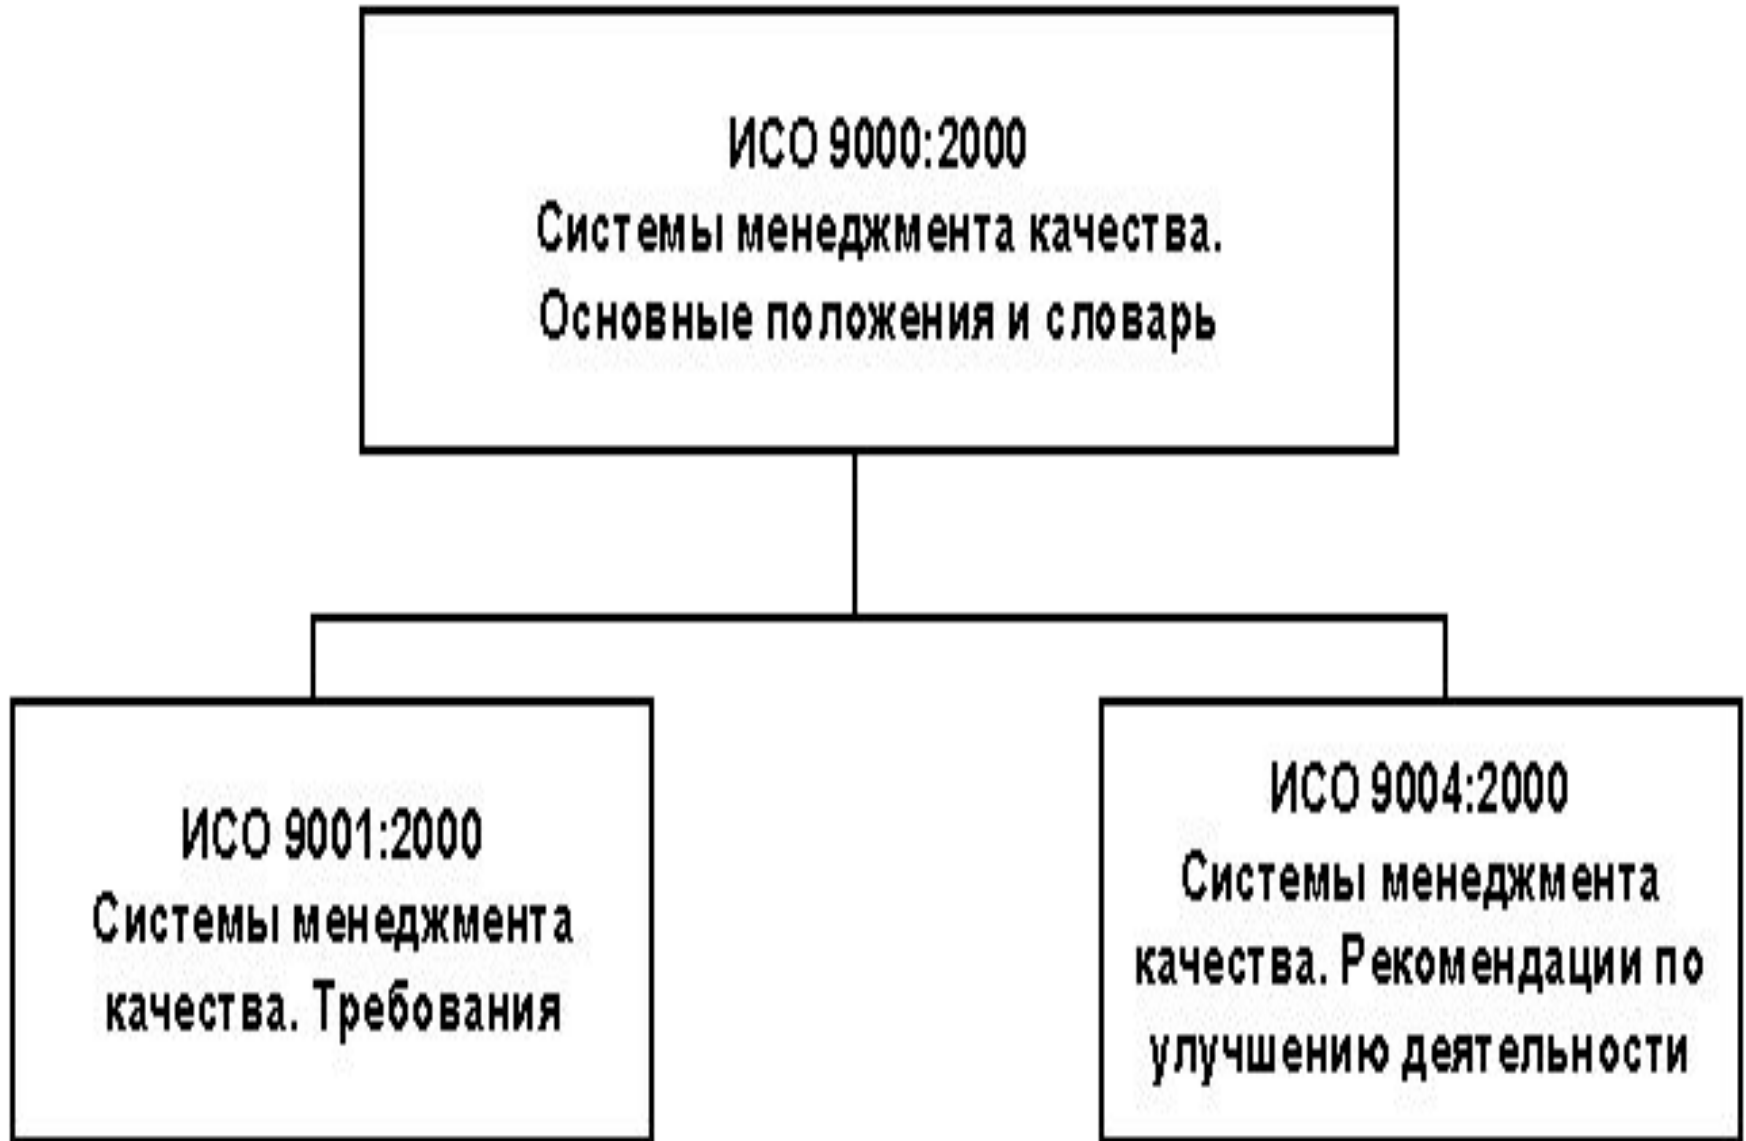 ИСО 9000:2000
Системы менеджмента качества.
Основные положения и словарь
ИСО 9001:2000
Системы менеджмента
качества. Требования
ИСО 9004:2000
Системы менеджмента
качества. Рекомендации по
улучшению деятельности